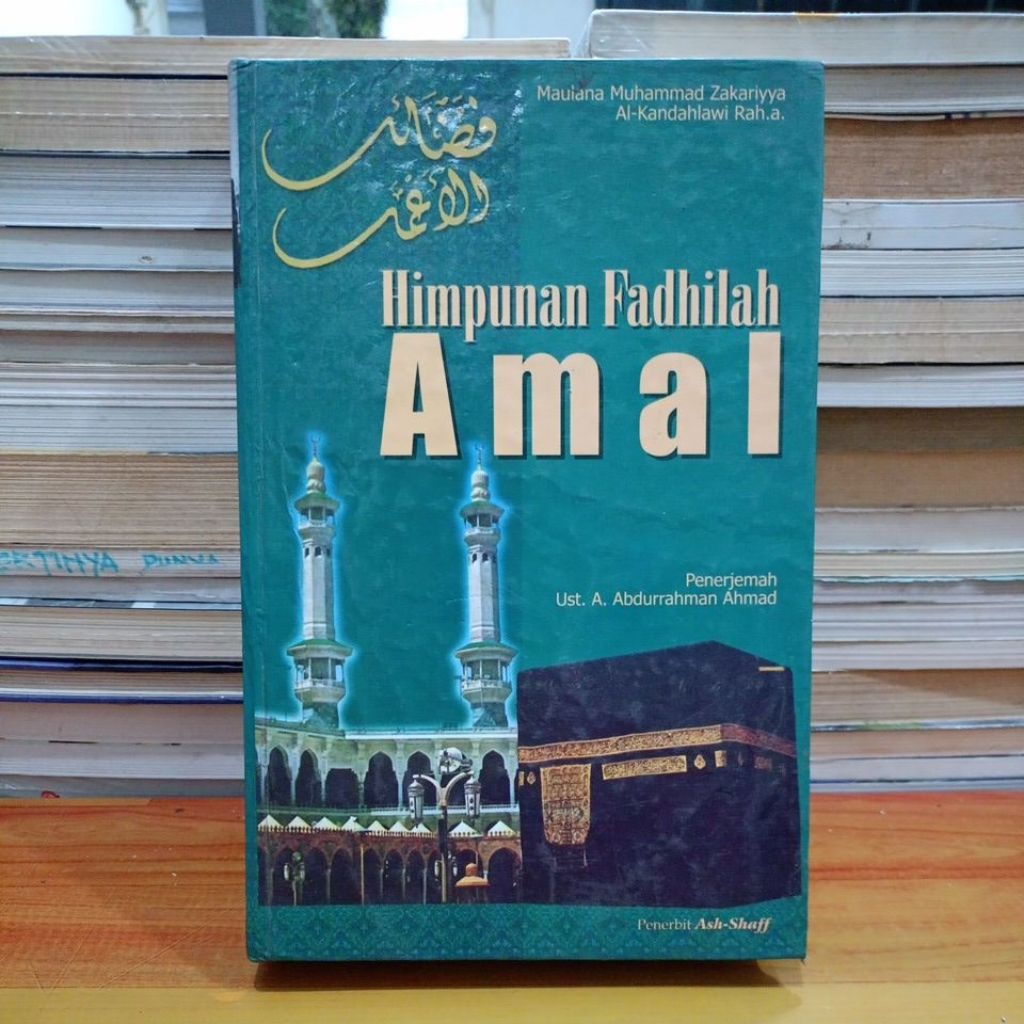 فضائل
الأعمال
Maulana Muhammad Zakariyya
Al-Kandahlawi Rah.a.
Himpunan Fadhilah
Amal
Penerjemah
Ust. A. Abdurrahman Ahmad
Penerbit Ash-Shaff